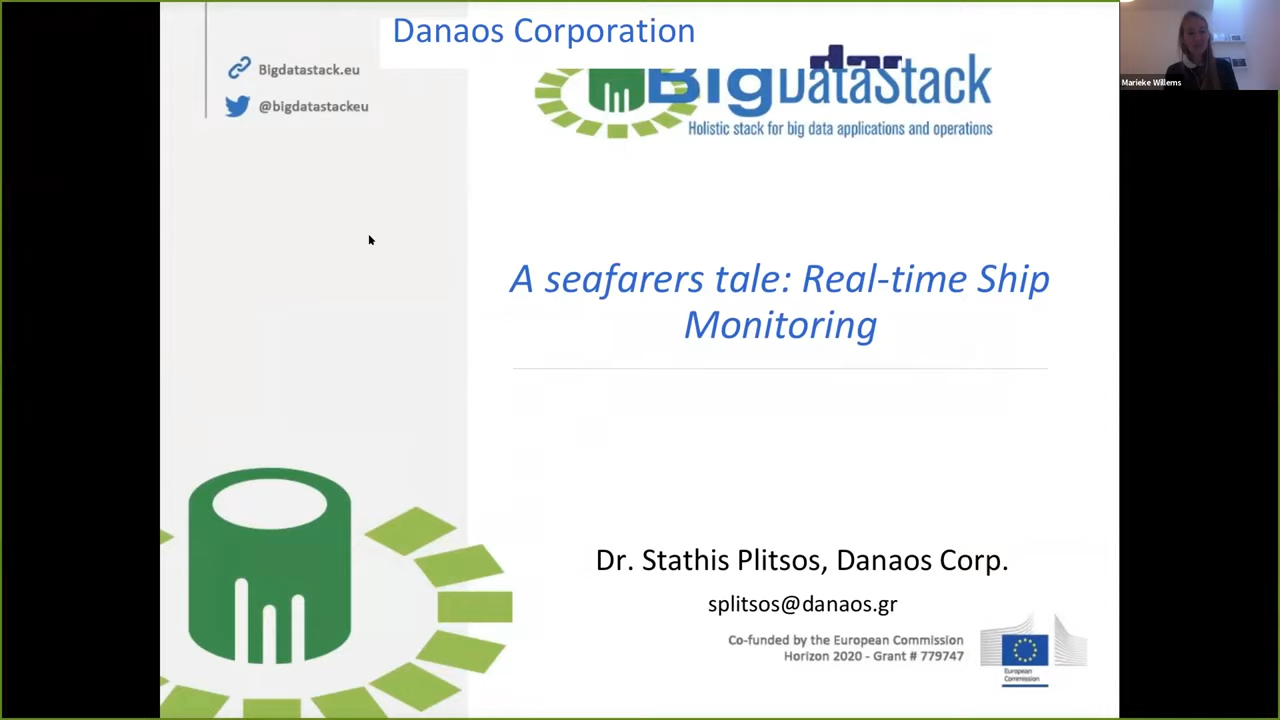 Danaos Corporation
Bigdatastack.eu
@bigdatastackeu
BigDataStack
Holistic stack for big data applications and operations
Marieke Willems
A seafarers tale: Real-time Ship
Monitoring
Dr. Stathis Plitsos, Danaos Corp.
splitsos@danaos.gr
Co-funded by the European Commission
Horizon 2020 - Grant # 779747
European
Commission